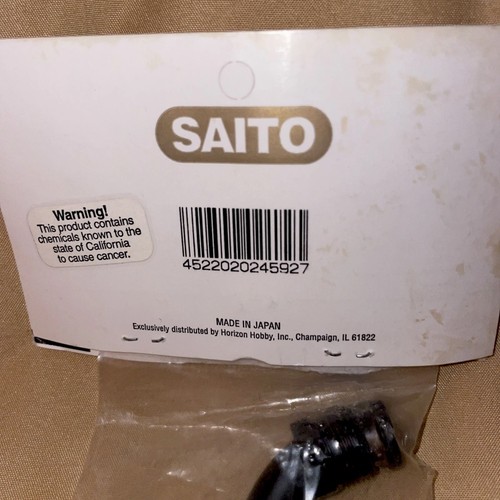 SAITO
Warning!
This product contains
chemicals known to the
state of California
to cause cancer.
4522020245927
MADE IN JAPAN
Exclusively distributed by Horizon Hobby, Inc., Champaign, IL 61822